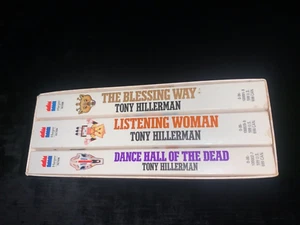 THE BLESSING WAY
TONY HILLERMAN
LISTENING WOMAN
TONY HILLERMAN
DANCE HALL OF THE DEAD
TONY HILLERMAN